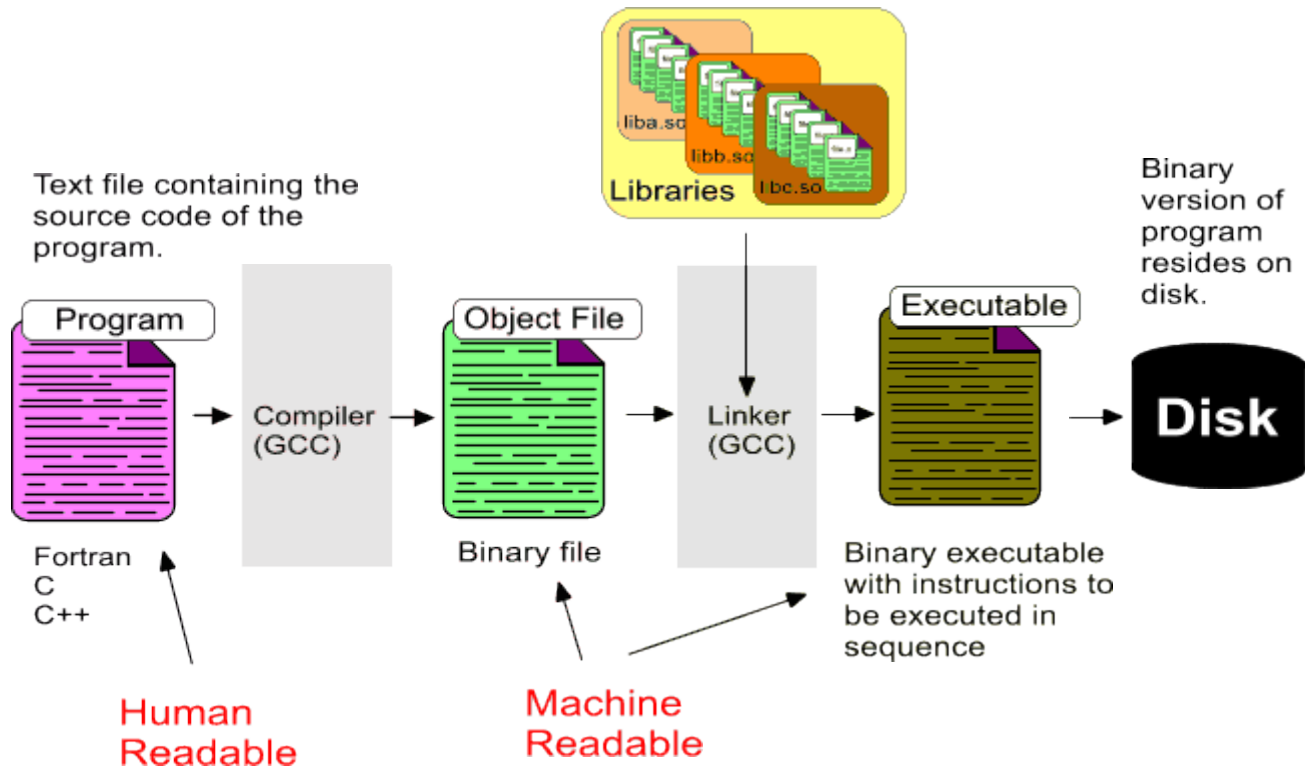 liba.so
libb.so
libc.so
Libraries
Text file containing the
source code of the
program.
Binary
version of
program
resides on
disk.
Program
Object File
Executable
Compiler
(GCC)
Linker
(GCC)
Disk
Fortran
C
C++
Binary file
Binary executable
with instructions to
be executed in
sequence
Human
Readable
Machine
Readable